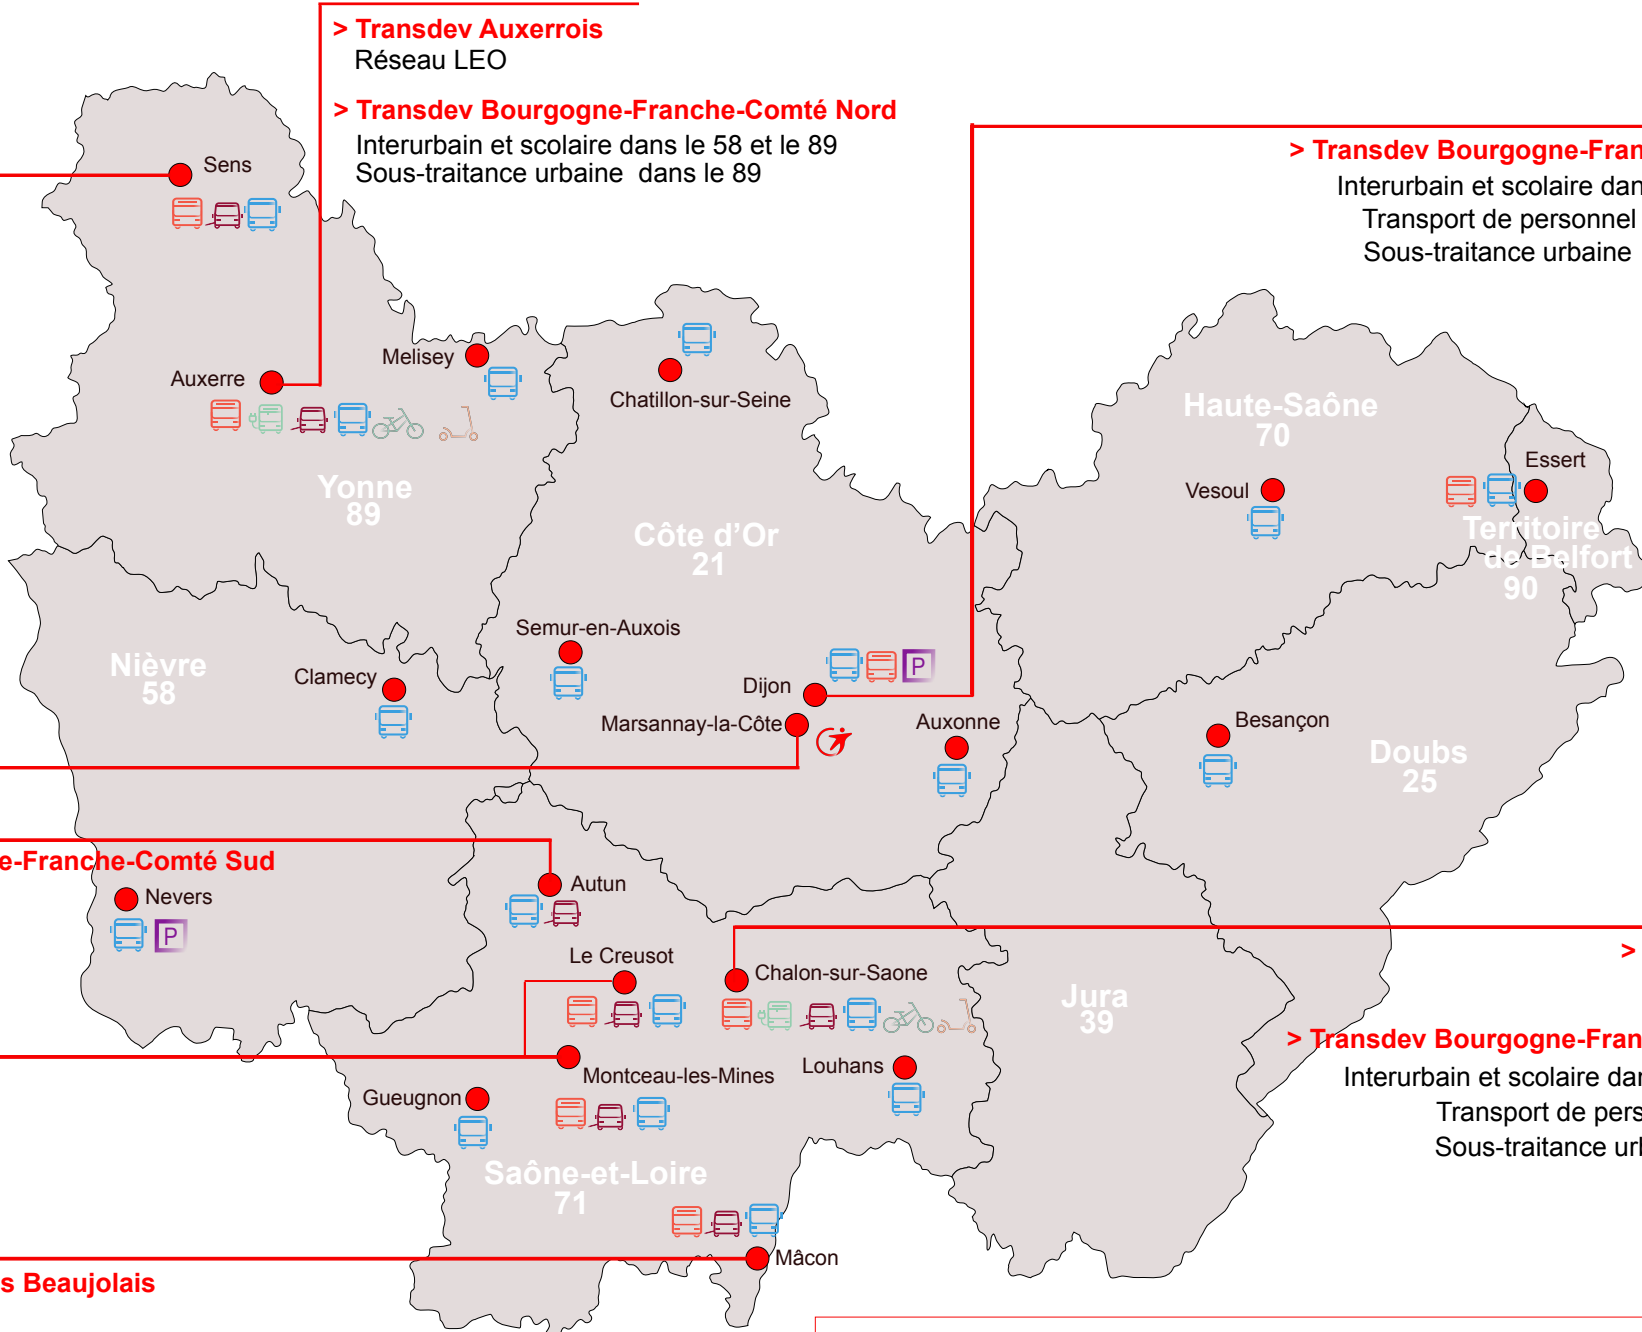 > Transdev Auxerrois
Réseau LEO
> Transdev Bourgogne-Franche-Comté Nord
Interurbain et scolaire dans le 58 et le 89
Sous-traitance urbaine dans le 89
> Transdev Bourgogne-Fran
Interurbain et scolaire dan
Transport de personnel
Sous-traitance urbaine
Sens
Melisey
Auxerre
Chatillon-sur-Seine
Yonne
89
Côte d’Or
21
Haute-Saône
70
Essert
Vesoul
Territoire
de Belfort
90
Semur-en-Auxois
Nièvre
58
Clamecy
P
Dijon
Marsannay-la-Côte
Auxonne
Besançon
Doubs
25
e-Franche-Comté Sud
Nevers
P
Autun
Le Creusot
Chalon-sur-Saone
>
Jura
39
> Transdev Bourgogne-Fran
Interurbain et scolaire dan
Transport de pers
Sous-traitance url
Montceau-les-Mines
Louhans
Gueugnon
Saône-et-Loire
71
Mâcon
s Beaujolais